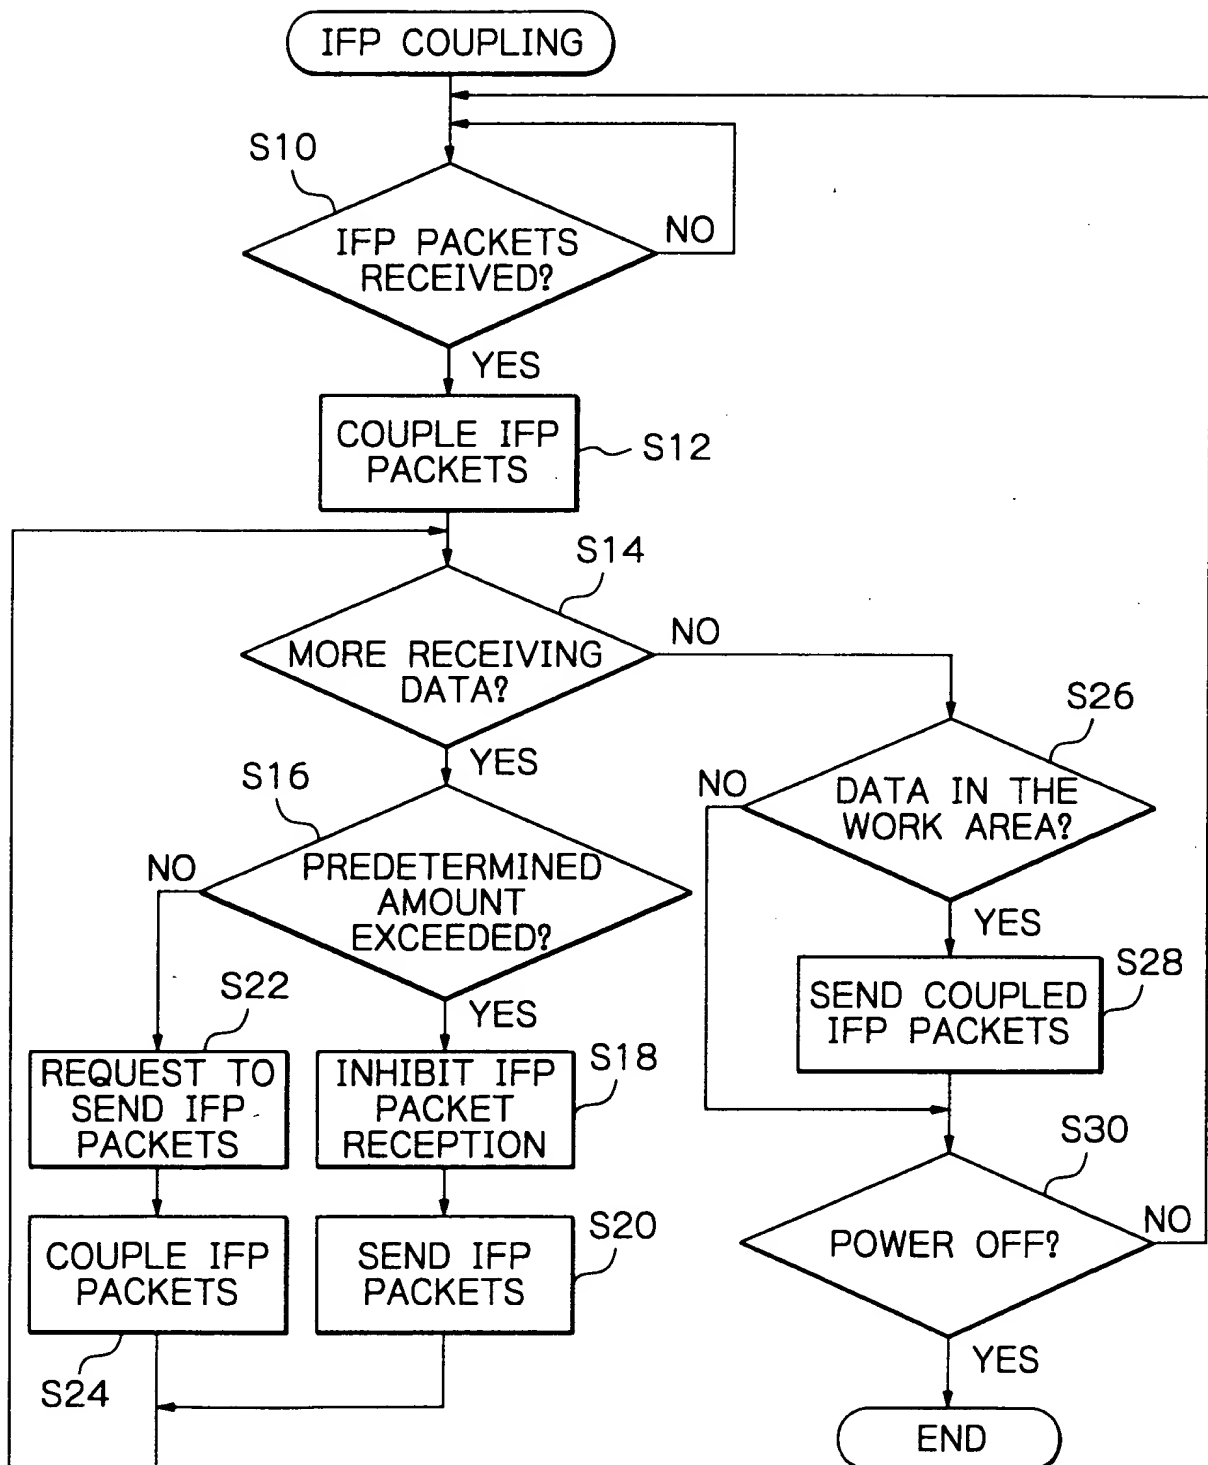 IFP COUPLING
S10
IFP PACKETS
RECEIVED?
NO
YES
COUPLE IFP
PACKETS
S12
S14
MORE RECEIVING
DATA?
NO
YES
S16
PREDETERMINED
AMOUNT
EXCEEDED?
NO
YES
S26
DATA IN THE
WORK AREA?
NO
YES
S28
SEND COUPLED
IFP PACKETS
S22
REQUEST TO
SEND IFP
PACKETS
S18
INHIBIT IFP
PACKET
RECEPTION
S24
COUPLE IFP
PACKETS
S20
SEND IFP
PACKETS
S30
POWER OFF?
NO
YES
END